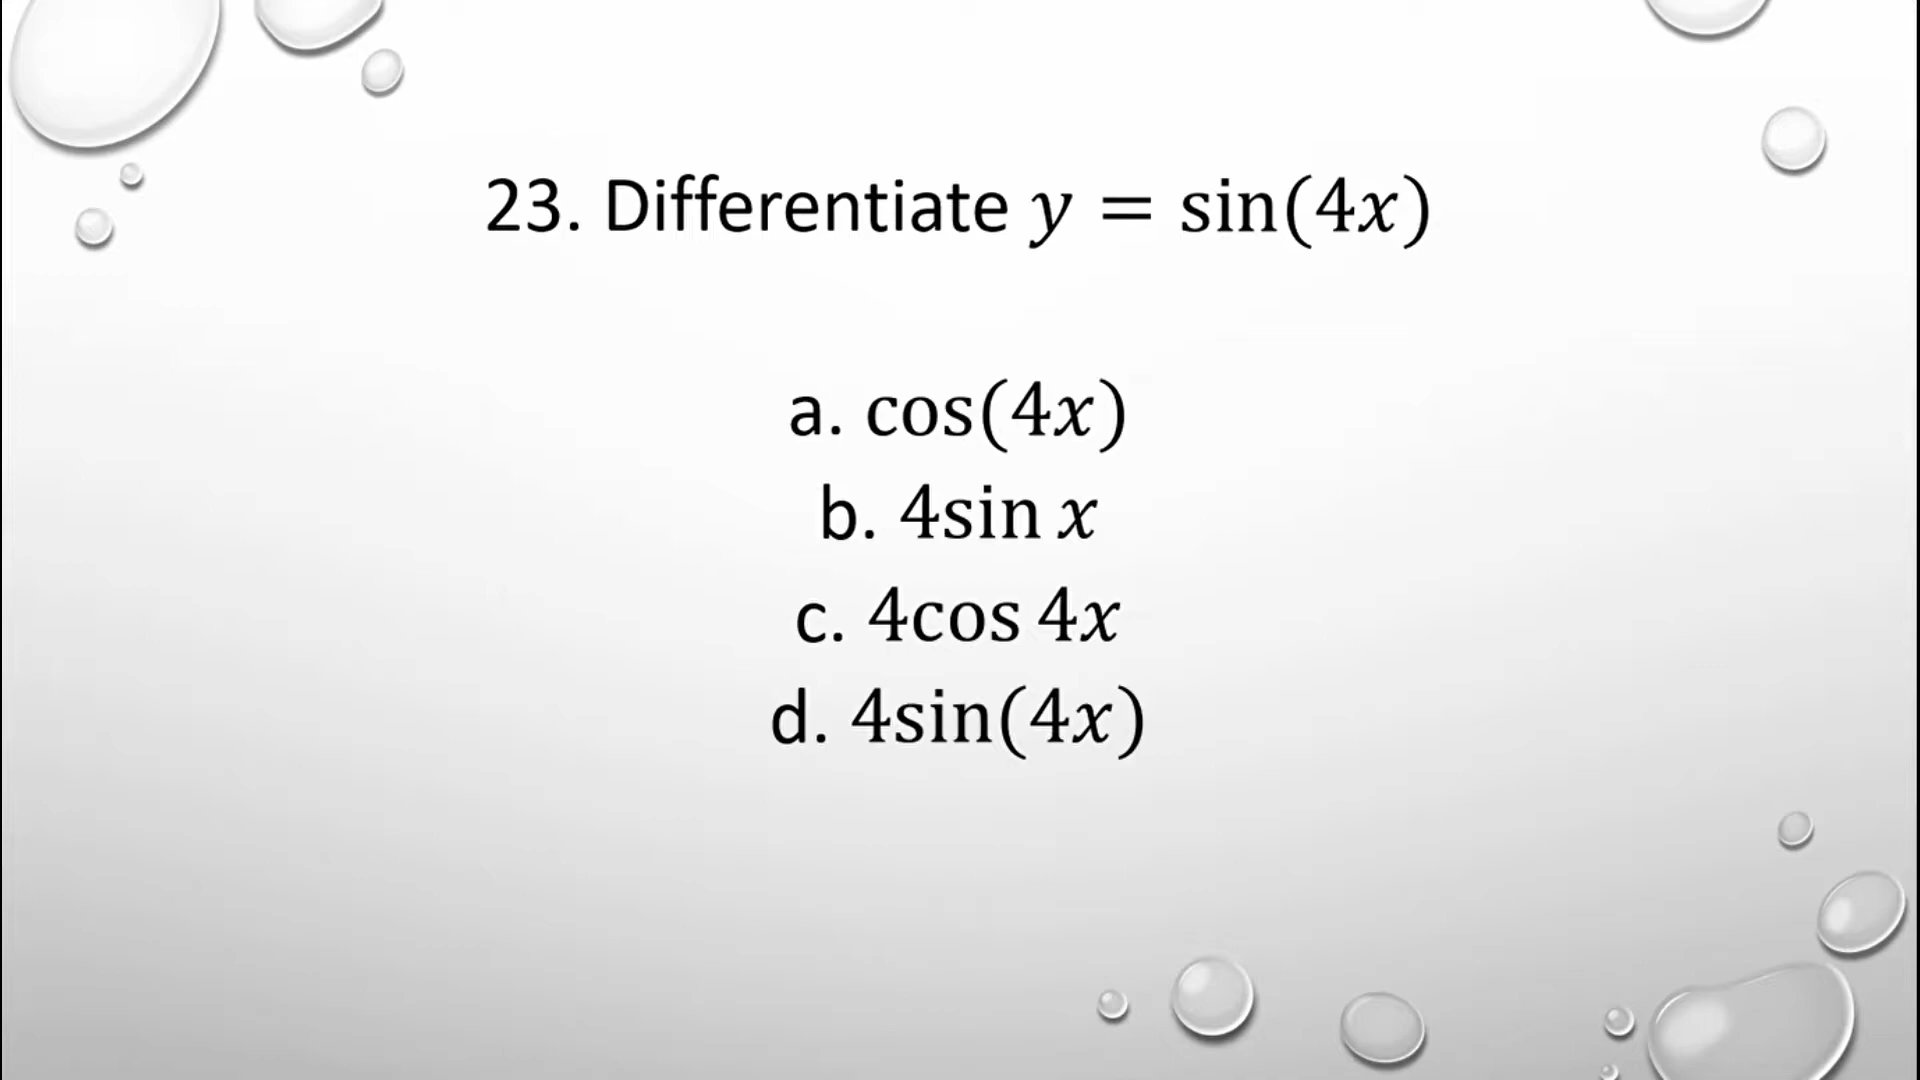 23. Differentiate y = sin(4x)
a. cos(4x)
b. 4sin x
c. 4cos 4x
d. 4sin(4x)